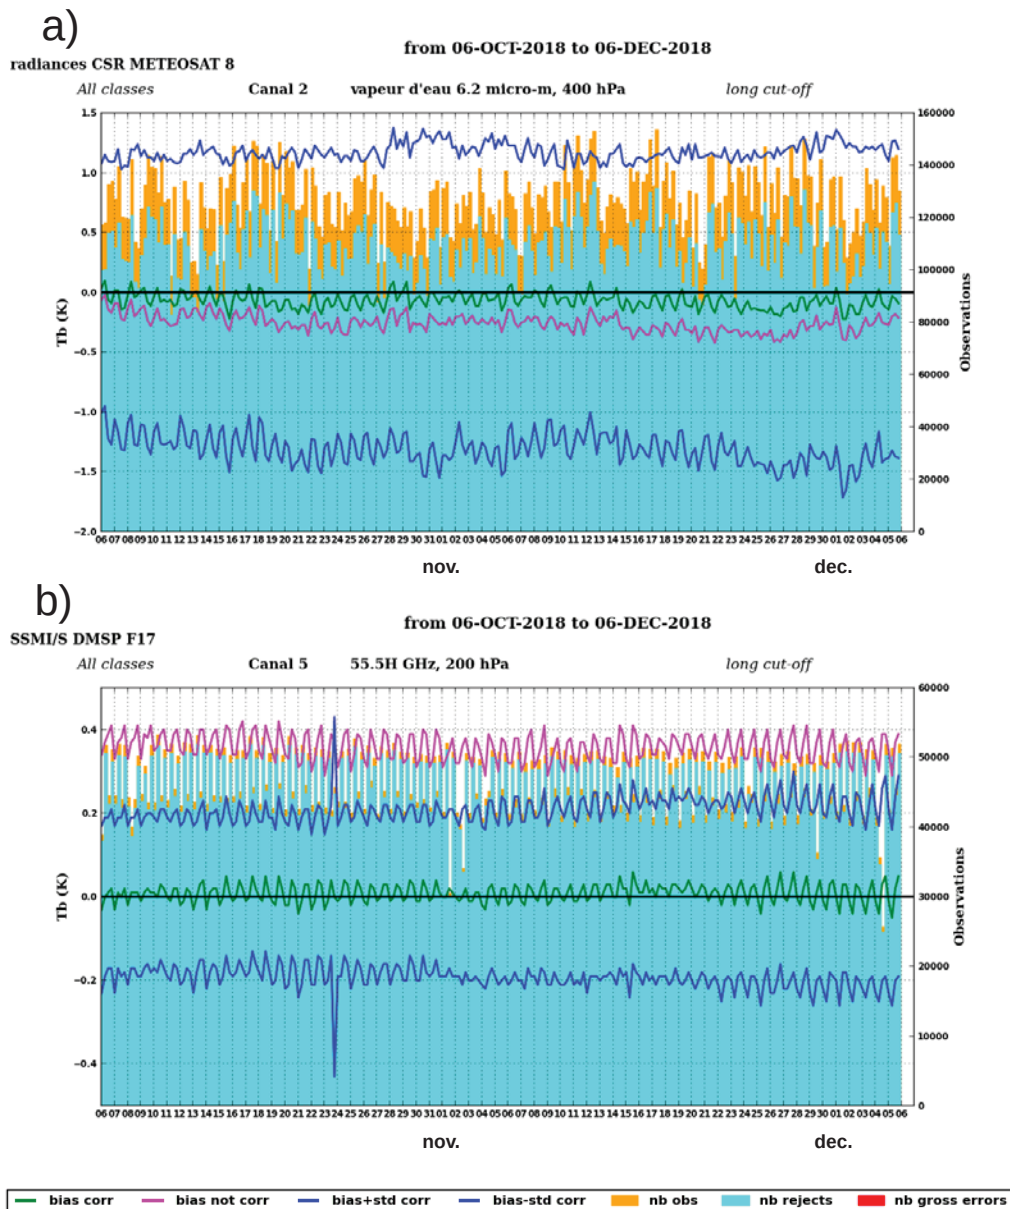 a)
from 06-OCT-2018 to 06-DEC-2018
radiances CSR METEOSAT 8
All classes Canal 2 vapeur d'eau 6.2 micro-m, 400 hPa long cut-off
1.5 160000
140000
1.0
120000
0.5
100000
0.0
80000
−0.5
60000
−1.0
40000
−1.5
20000
−2.0 0
Tb (K)
Observations
06 07 08 09 10 11 12 13 14 15 16 17 18 19 20 21 22 23 24 25 26 27 28 29 30 31 01 02 03 04 05 06 07 08 09 10 11 12 13 14 15 16 17 18 19 20 21 22 23 24 25 26 27 28 29 30 01 02 03 04 05 06
nov. dec.
b)
from 06-OCT-2018 to 06-DEC-2018
SSMI/S DMSP F17
All classes Canal 5 55.5H GHz, 200 hPa long cut-off
60000
0.4
50000
0.2
40000
0.0 30000
−0.2
20000
10000
−0.4
0
Tb (K)
Observations
06 07 08 09 10 11 12 13 14 15 16 17 18 19 20 21 22 23 24 25 26 27 28 29 30 31 01 02 03 04 05 06 07 08 09 10 11 12 13 14 15 16 17 18 19 20 21 22 23 24 25 26 27 28 29 30 01 02 03 04 05 06
nov. dec.
bias corr bias not corr bias+std corr bias-std corr nb obs nb rejects nb gross errors